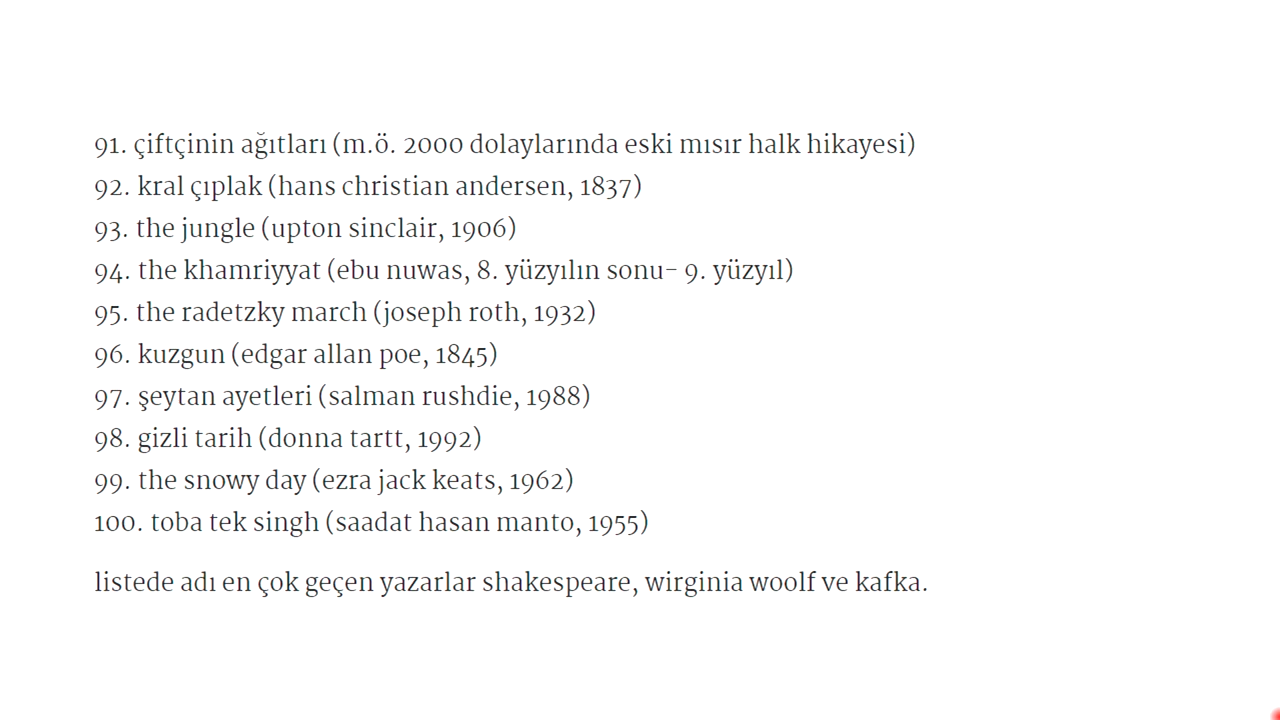 91. çiftçinin ağıtları (m.ö. 2000 dolaylarında eski mısır halk hikayesi)
92. kral çıplak (hans christian andersen, 1837)
93. the jungle (upton sinclair, 1906)
94. the khamriyyat (ebu nuwas, 8. yüzyılın sonu- 9. yüzyıl)
95. the radetzky march (joseph roth, 1932)
96. kuzgun (edgar allan poe, 1845)
97. şeytan ayetleri (salman rushdie, 1988)
98. gizli tarih (donna tartt, 1992)
99. the snowy day (ezra jack keats, 1962)
100. toba tek singh (saadat hasan manto, 1955)
listede adı en çok geçen yazarlar shakespeare, wirginia woolf ve kafka.